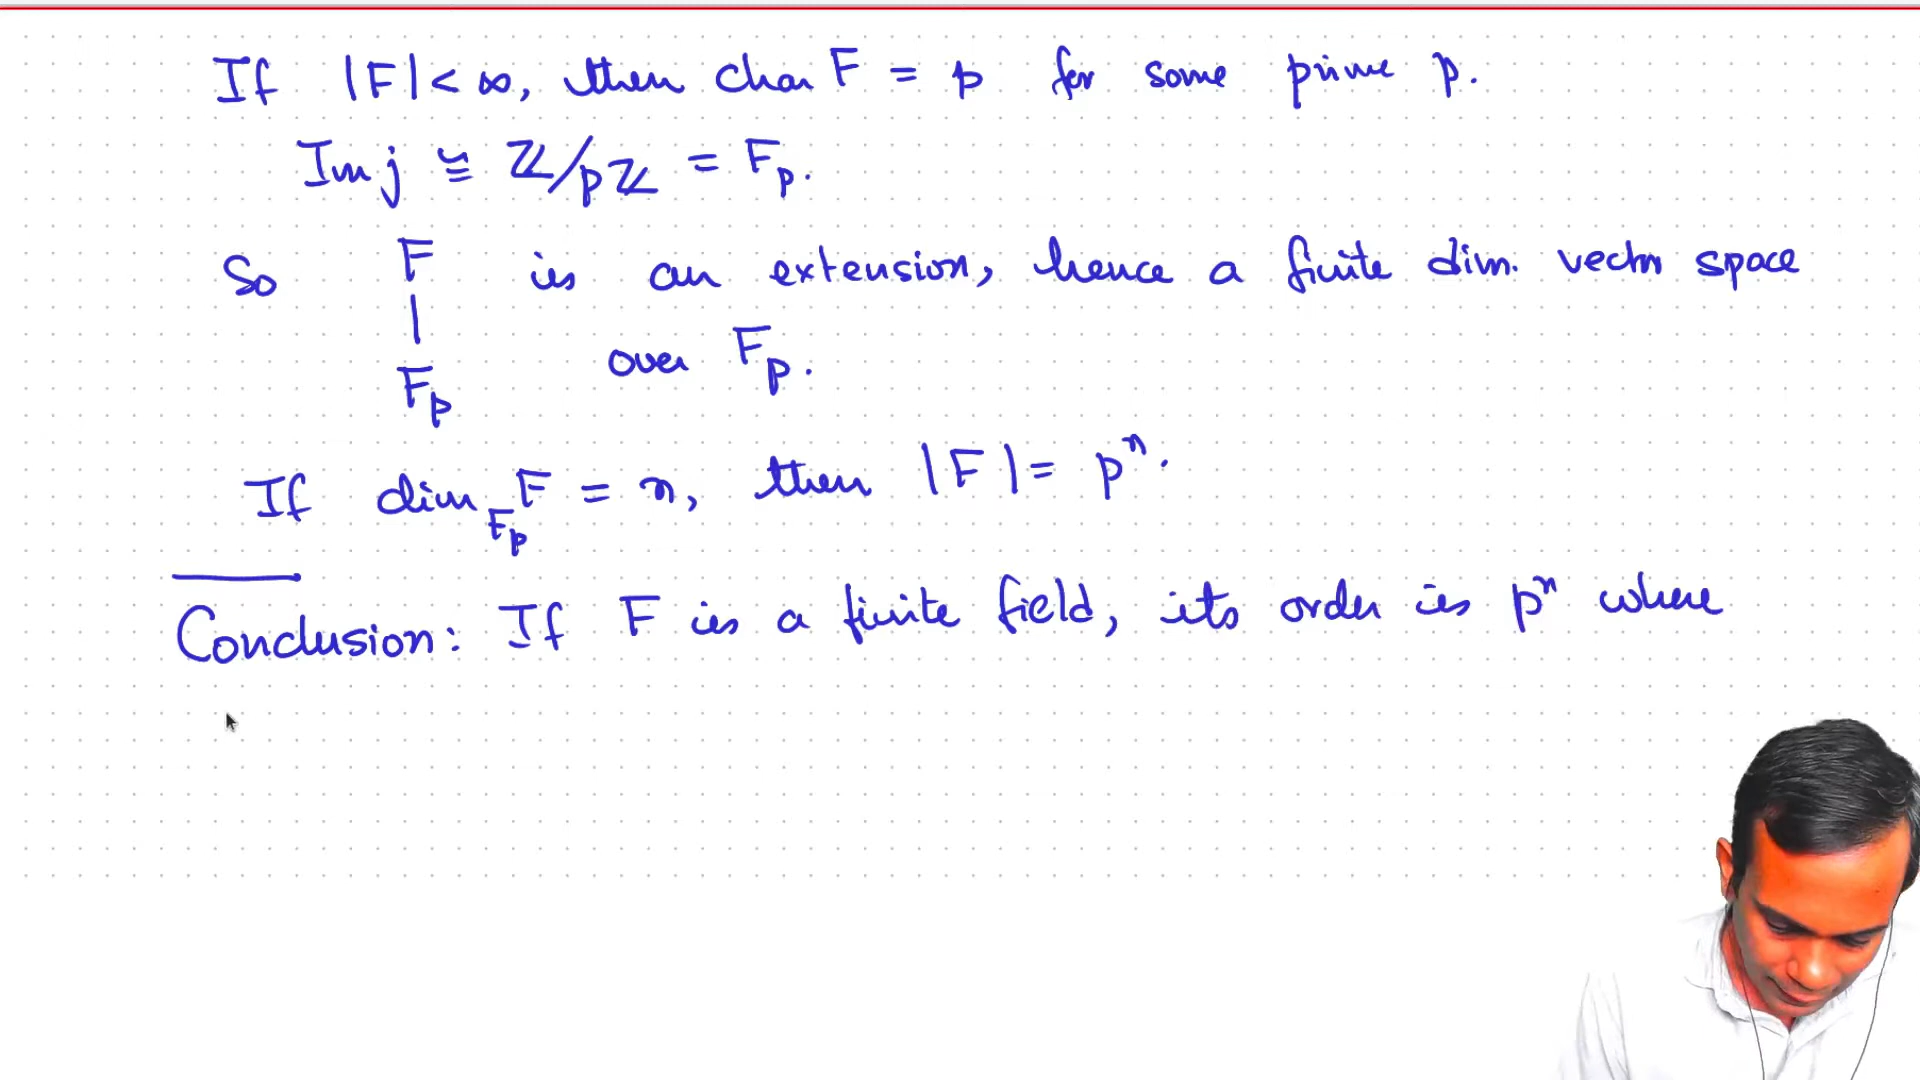 If |F| < ∞, then char F = p for some prime p.
Im j ≅ ℤ/pℤ = F_p.
So F | F_p is an extension, hence a finite dim. vector space
over F_p.
If dim_{F_p} F = n, then |F| = p^n.
Conclusion: If F is a finite field, its order is p^n where